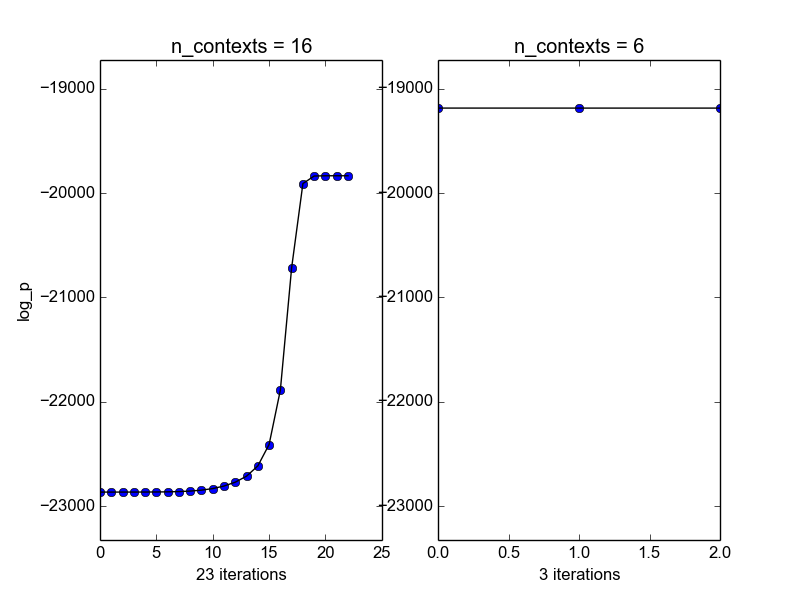 n_contexts = 16
n_contexts = 6
−19000
−20000
−21000
−22000
−23000
log_p
0 5 10 15 20 25
23 iterations
−19000
−20000
−21000
−22000
−23000
0.0 0.5 1.0 1.5 2.0
3 iterations